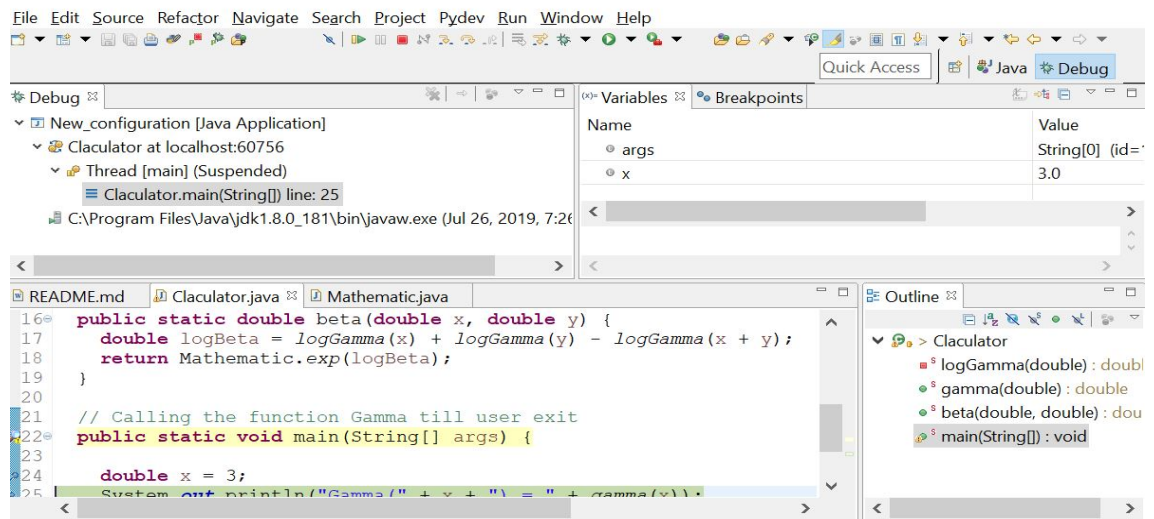 File Edit Source Refactor Navigate Search Project Pydev Run Window Help
Quick Access
Java
Debug
Debug
New_configuration [Java Application]
Claculator at localhost:60756
Thread [main] (Suspended)
Claculator.main(String[]) line: 25
C:\Program Files\Java\jdk1.8.0_181\bin\javaw.exe (Jul 26, 2019, 7:26
(x)= Variables Breakpoints
Name Value
args String[0] (id=
x 3.0
README.md Claculator.java Mathematic.java
16 public static double beta(double x, double y) {
17 double logBeta = logGamma(x) + logGamma(y) - logGamma(x + y);
18 return Mathematic.exp(logBeta);
19 }
20
21 // Calling the function Gamma till user exit
22 public static void main(String[] args) {
23
24 double x = 3;
25 System.out.println("Gamma(" + x + ") = " + gamma(x));
Outline
> Claculator
logGamma(double) : doubl
gamma(double) : double
beta(double, double) : dou
main(String[]) : void